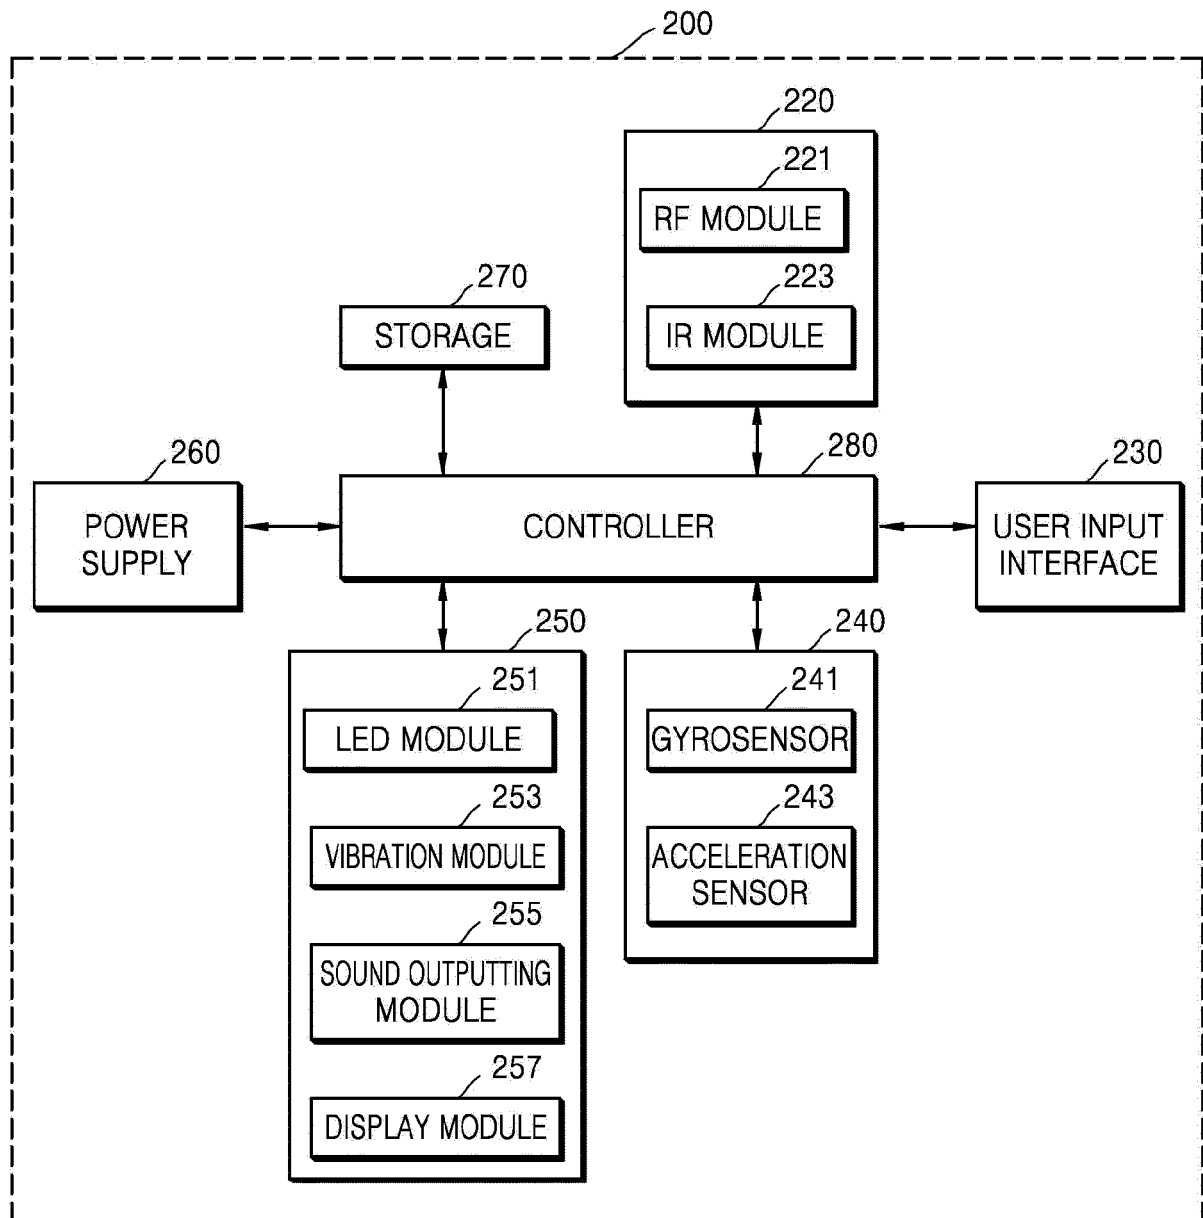 200
220
221
RF MODULE
223
IR MODULE
270
STORAGE
260
POWER
SUPPLY
280
CONTROLLER
230
USER INPUT
INTERFACE
250
251
LED MODULE
253
VIBRATION MODULE
255
SOUND OUTPUTTING
MODULE
257
DISPLAY MODULE
240
241
GYROSENSOR
243
ACCELERATION
SENSOR